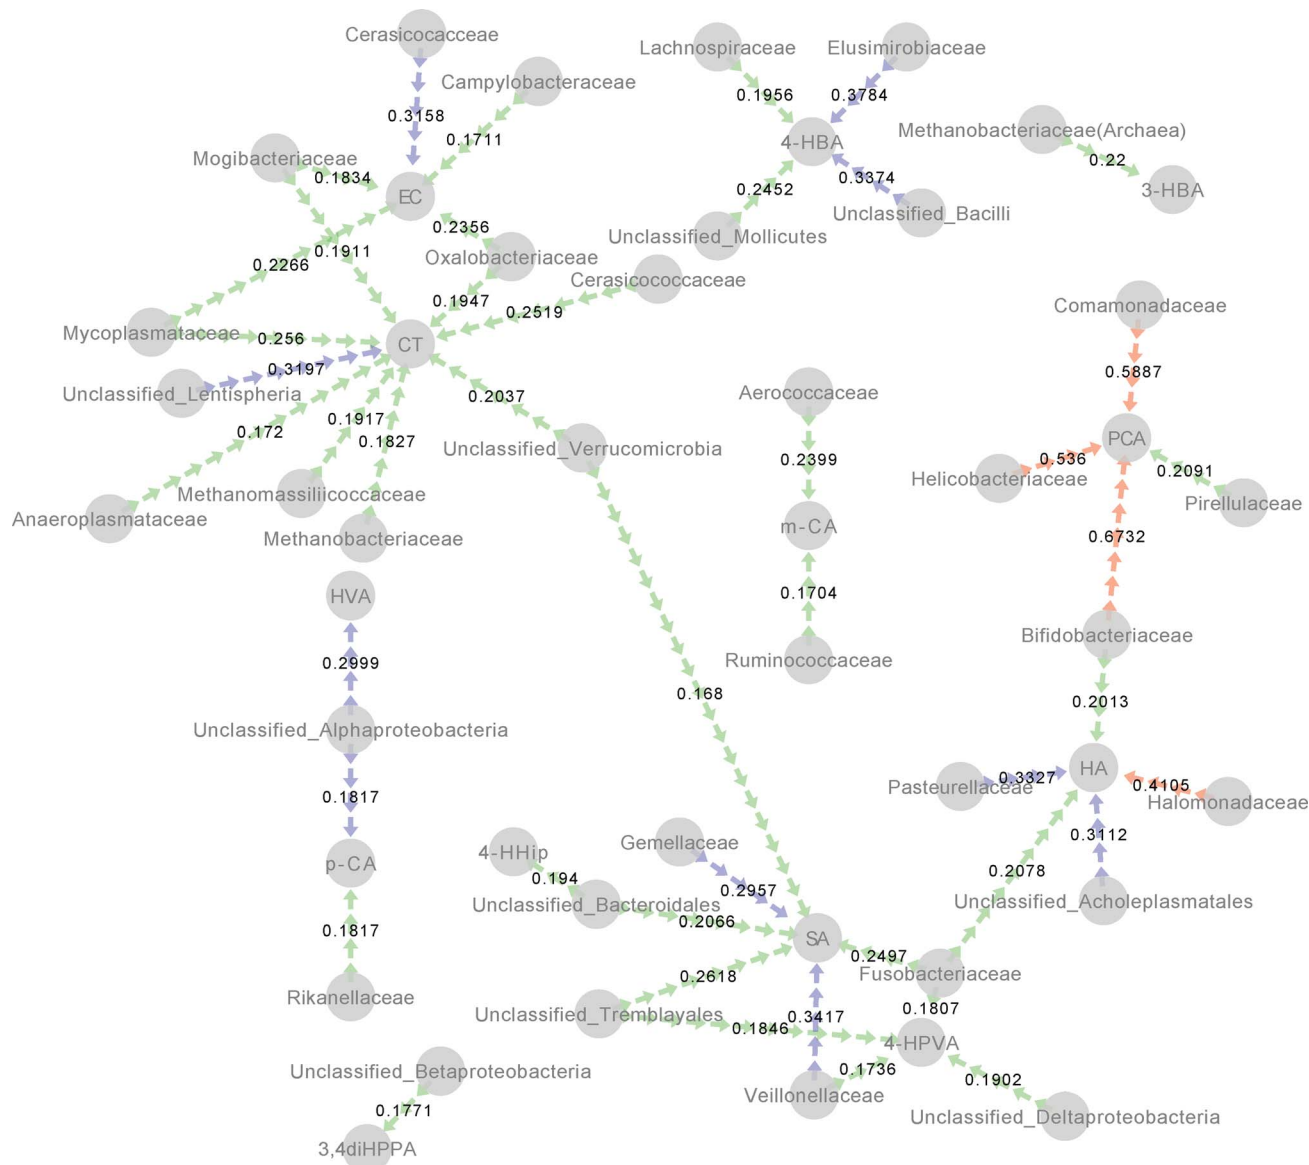 Cerasicocacceae
Campylobacteraceae
0.3158
0.1711
Mogibacteriaceae
0.1834
EC
0.2356
Oxalobacteriaceae
0.1911
0.2266
0.1947
Cerasicococcaceae
0.2519
Mycoplasmataceae
0.256
CT
0.3197
Unclassified_Lentispheria
0.2037
0.172
0.1917
0.1827
Unclassified_Verrucomicrobia
Methanomassiliicoccaceae
Anaeroplasmataceae
Methanobacteriaceae
Lachnospiraceae
Elusimirobiaceae
0.1956
0.3784
4-HBA
0.3374
0.2452
Unclassified_Bacilli
Unclassified_Mollicutes
Methanobacteriaceae(Archaea)
0.22
3-HBA
Comamonadaceae
0.5887
PCA
0.536
0.2091
Helicobacteriaceae
Pirellulaceae
0.6732
Bifidobacteriaceae
0.2013
HA
0.3327
Pasteurellaceae
0.4105
Halomonadaceae
0.3112
0.2078
Unclassified_Acholeplasmatales
Aerococcaceae
0.2399
m-CA
0.1704
Ruminococcaceae
0.168
HVA
0.2999
Unclassified_Alphaproteobacteria
0.1817
p-CA
0.1817
Rikanellaceae
4-HHip
0.194
Gemellaceae
0.2957
Unclassified_Bacteroidales
0.2066
SA
0.2497
Fusobacteriaceae
0.2618
0.1807
Unclassified_Tremblayales
0.3417
0.1846
4-HPVA
0.1736
0.1902
Veillonellaceae
Unclassified_Deltaproteobacteria
Unclassified_Betaproteobacteria
0.1771
3,4diHPPA